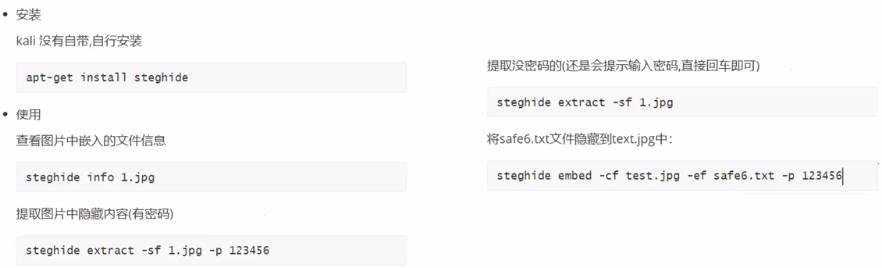 安装
kali 没有自带,自行安装
apt-get install steghide
使用
查看图片中嵌入的文件信息
steghide info 1.jpg
提取图片中隐藏内容(有密码)
steghide extract -sf 1.jpg -p 123456
提取没密码的(还是会提示输入密码,直接回车即可)
steghide extract -sf 1.jpg
将safe6.txt文件隐藏到text.jpg中:
steghide embed -cf test.jpg -ef safe6.txt -p 123456